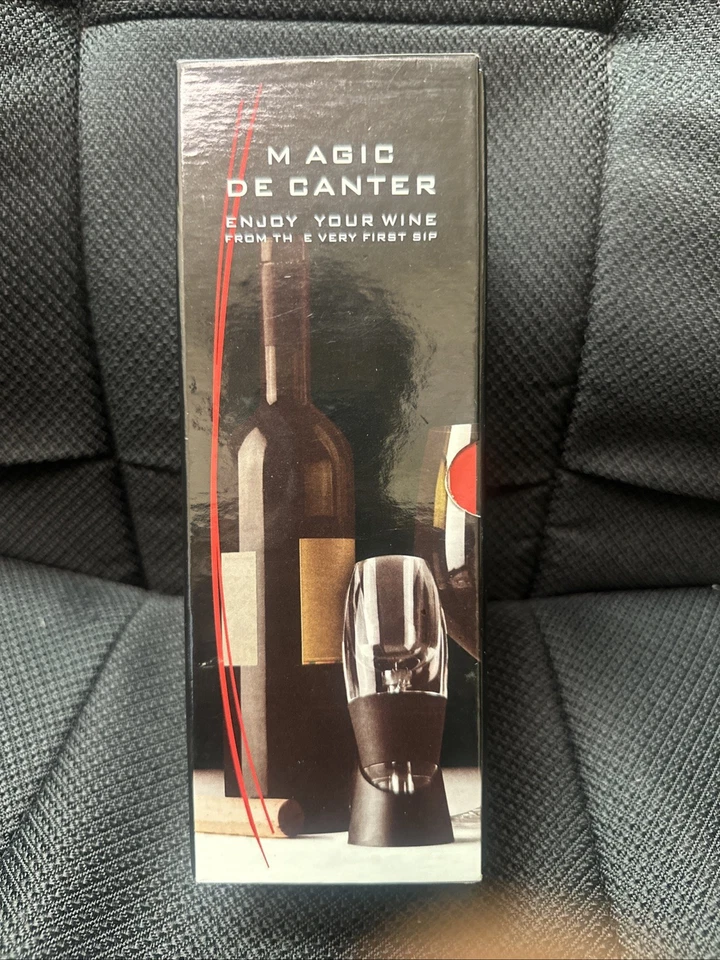 M AGIC
DE CANTER
ENJOY YOUR WINE
FROM TH E VERY FIRST SIP